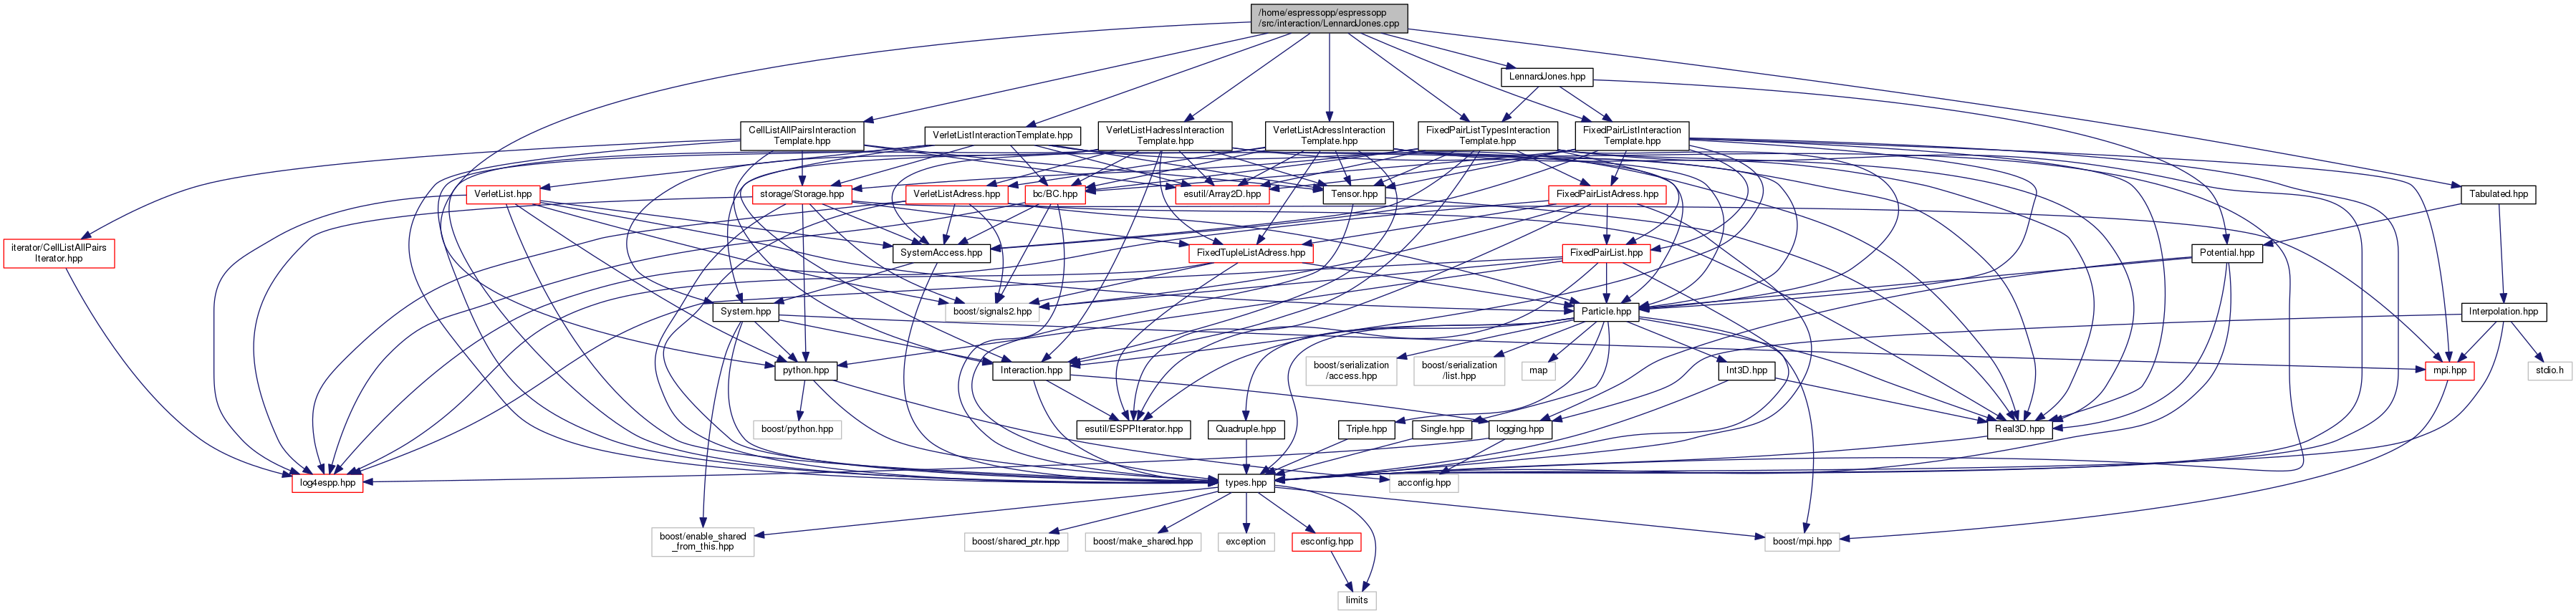 /home/espressopp/espressopp
/src/interaction/LennardJones.cpp
LennardJones.hpp
CellListAllPairsInteraction
Template.hpp
VerletListInteractionTemplate.hpp
VerletListHadressInteraction
Template.hpp
VerletListAdressInteraction
Template.hpp
FixedPairListTypesInteraction
Template.hpp
FixedPairListInteraction
Template.hpp
VerletList.hpp
storage/Storage.hpp
VerletListAdress.hpp
bc/BC.hpp
esutil/Array2D.hpp
Tensor.hpp
FixedPairListAdress.hpp
Tabulated.hpp
iterator/CellListAllPairs
Iterator.hpp
SystemAccess.hpp
FixedTupleListAdress.hpp
FixedPairList.hpp
Potential.hpp
System.hpp
boost/signals2.hpp
Particle.hpp
Interpolation.hpp
python.hpp
Interaction.hpp
boost/serialization
/access.hpp
boost/serialization
/list.hpp
map
Int3D.hpp
mpi.hpp
stdio.h
boost/python.hpp
esutil/ESPPIterator.hpp
Quadruple.hpp
Triple.hpp
Single.hpp
logging.hpp
Real3D.hpp
log4espp.hpp
types.hpp
acconfig.hpp
boost/enable_shared
_from_this.hpp
boost/shared_ptr.hpp
boost/make_shared.hpp
exception
esconfig.hpp
boost/mpi.hpp
limits